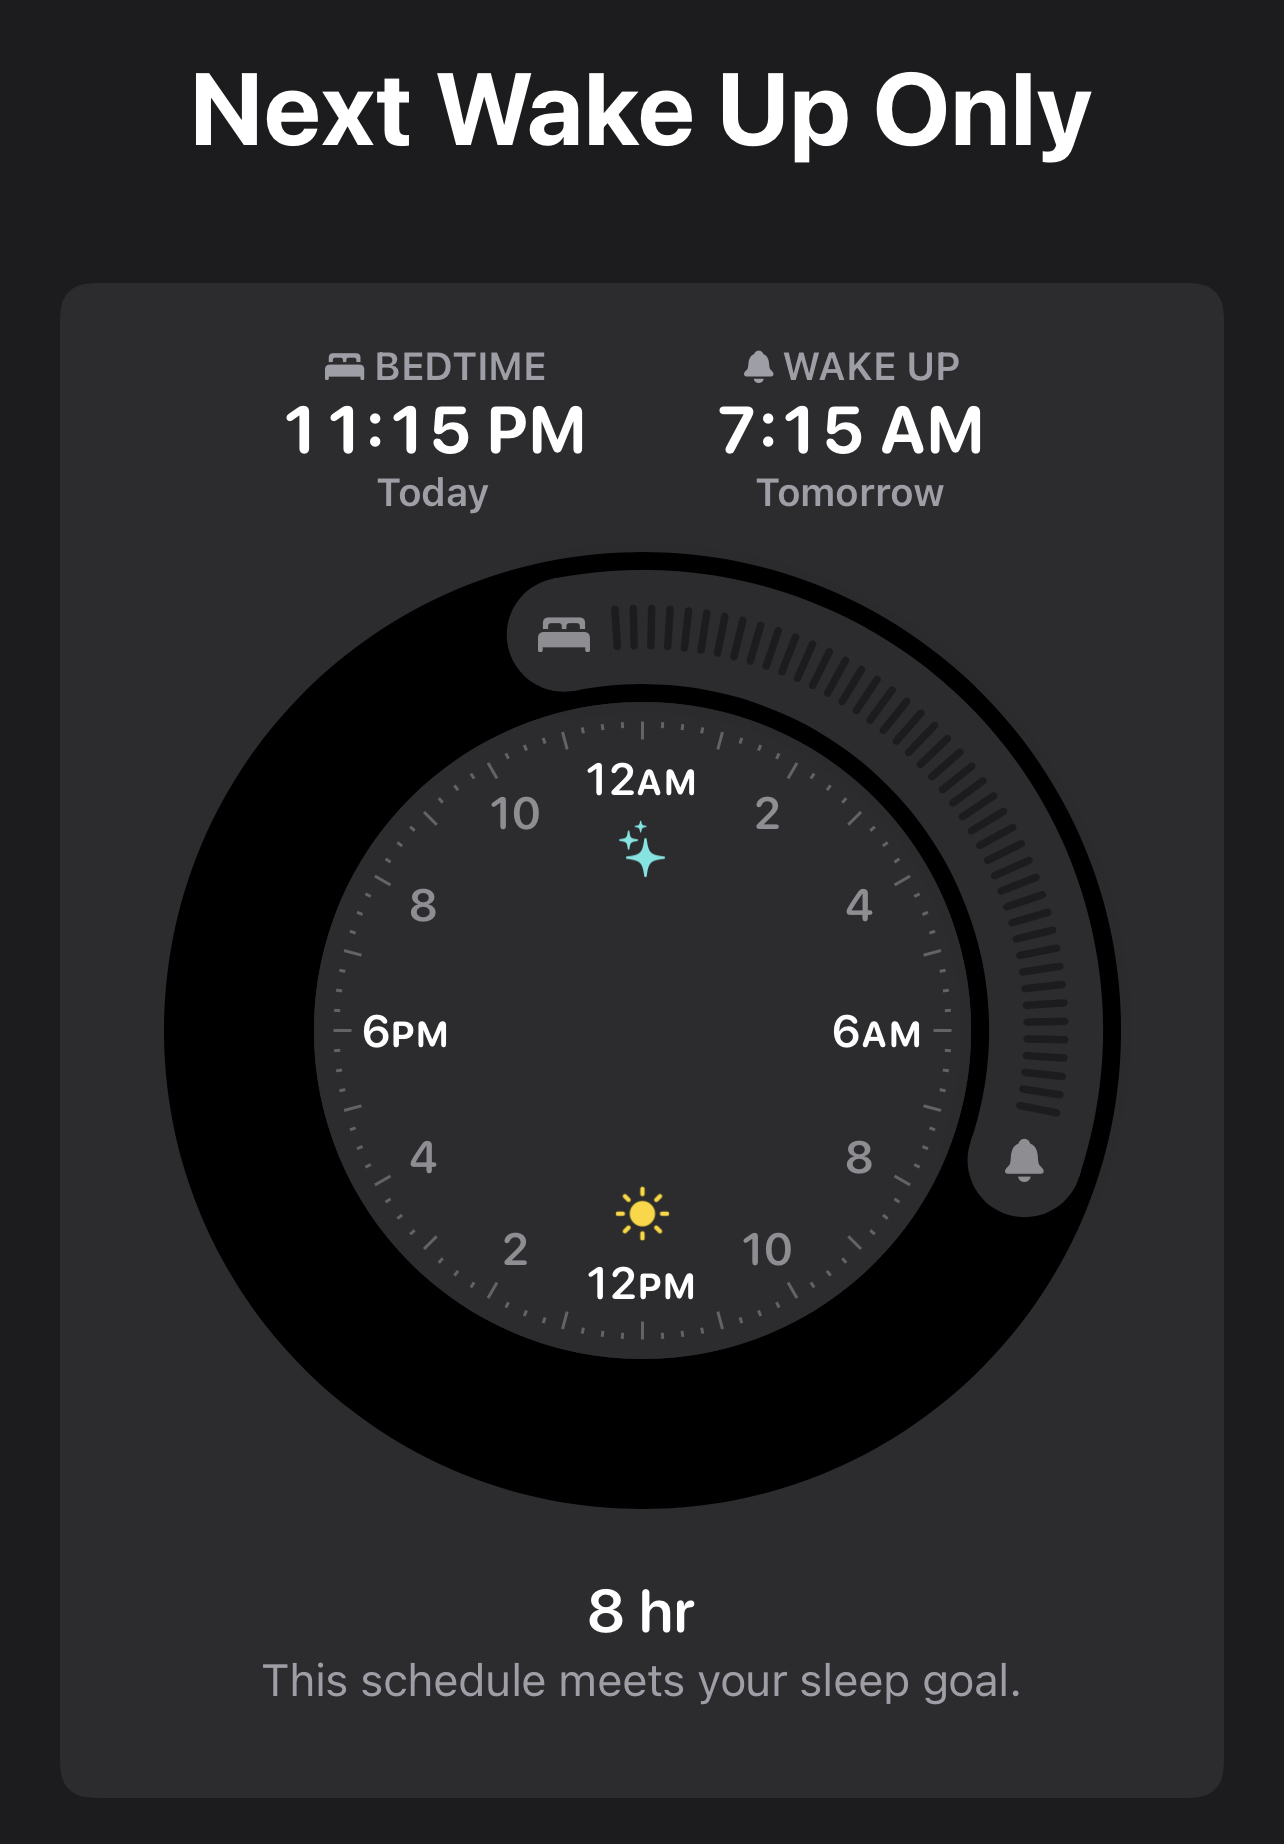 Next Wake Up Only
BEDTIME
11:15 PM
Today
WAKE UP
7:15 AM
Tomorrow
12AM
2
4
6AM
8
10
12PM
2
4
6PM
8
10
8 hr
This schedule meets your sleep goal.